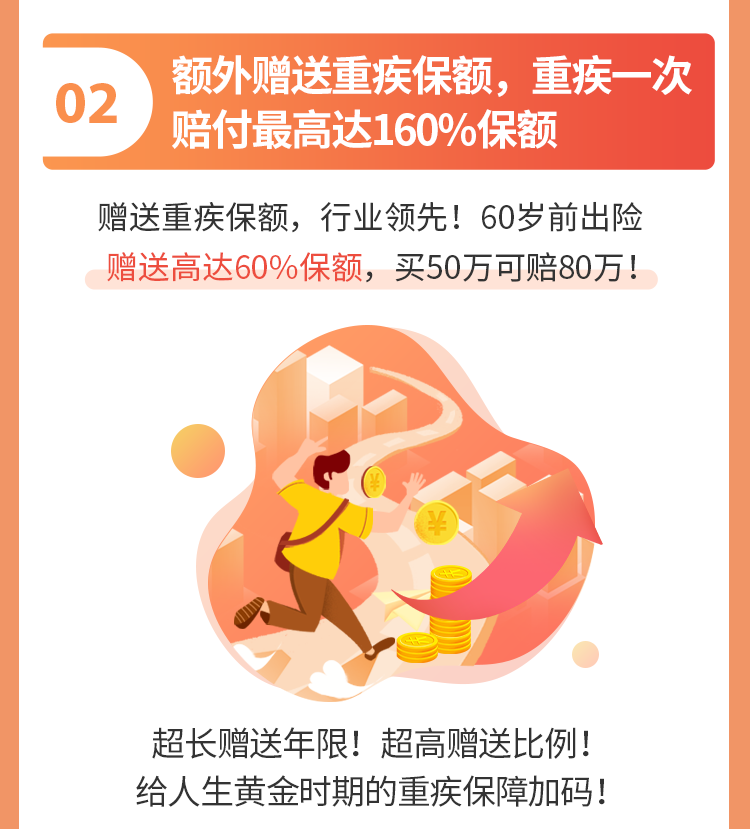 02
额外赠送重疾保额，重疾一次
赔付最高达160%保额
赠送重疾保额，行业领先！60岁前出险
赠送高达60%保额，买50万可赔80万！
¥
¥
超长赠送年限！超高赠送比例！
给人生黄金时期的重疾保障加码！